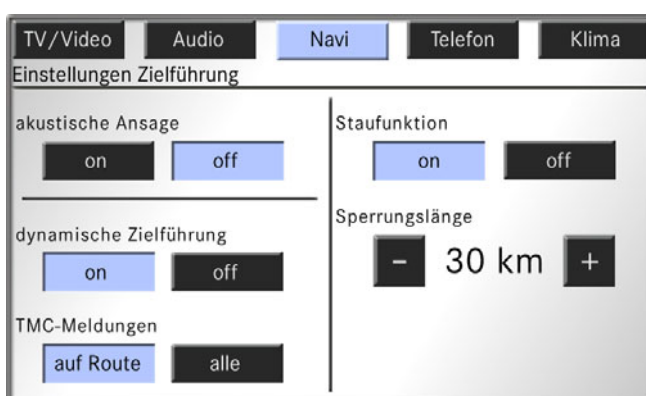 TV/Video Audio Navi Telefon Klima
Einstellungen Zielführung
akustische Ansage
on off
dynamische Zielführung
on off
TMC-Meldungen
auf Route alle
Staufunktion
on off
Sperrungslänge
- 30 km +